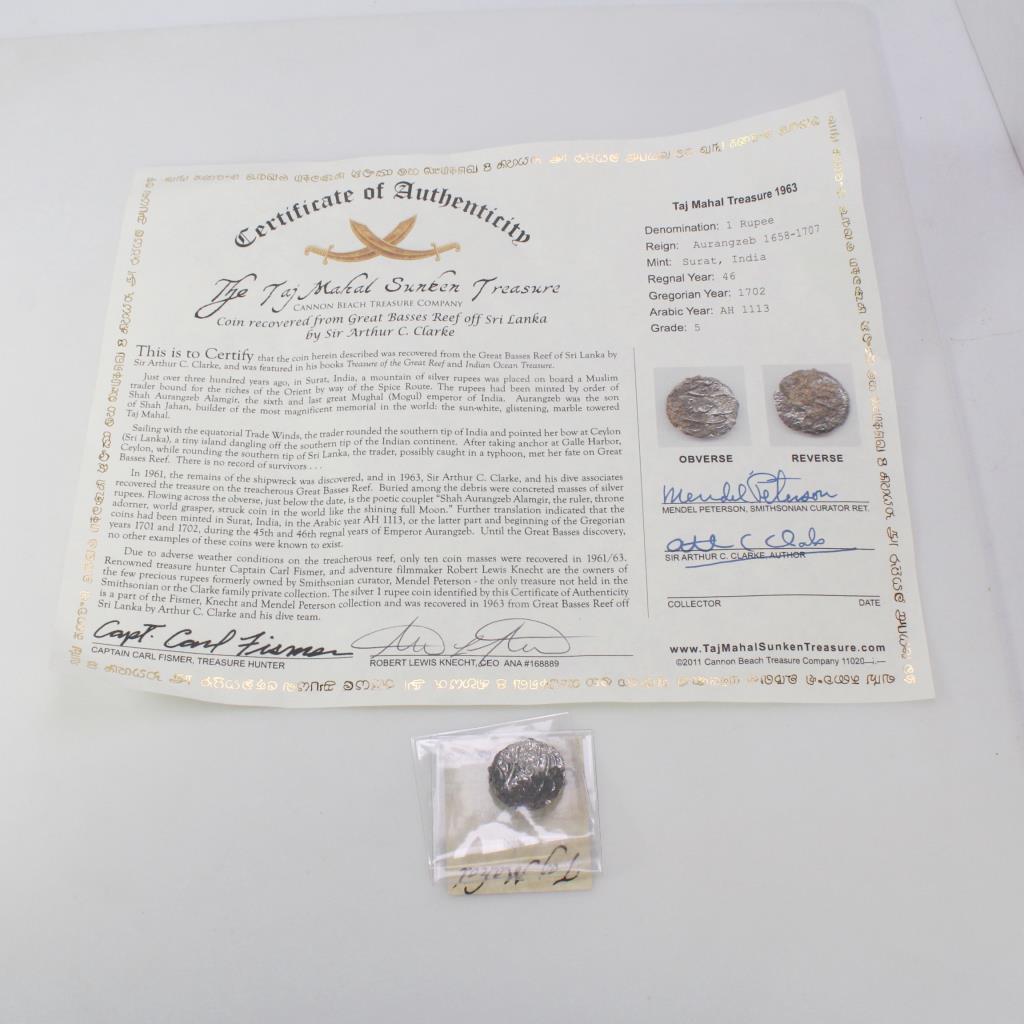 Certificate of Authenticity
The Taj Mahal Sunken Treasure
CANNON BEACH TREASURE COMPANY
Coin recovered from Great Basses Reef off Sri Lanka
by Sir Arthur C. Clarke
This is to Certify that the coin herein described was recovered from the Great Basses Reef of Sri Lanka by
Sir Arthur C. Clarke, and was featured in his books Treasure of the Great Reef and Indian Ocean Treasure.
Just over three hundred years ago, in Surat, India, a mountain of silver rupees was placed on board a Muslim
trader bound for the riches of the Orient by way of the Spice Route. The rupees had been minted by order of
Shah Aurangzeb Alamgir, the sixth and last great Mughal (Mogul) emperor of India. Aurangzeb was the son
of Shah Jahan, builder of the most magnificent memorial in the world: the sun-white, glistening, marble towered
Taj Mahal.
Sailing with the equatorial Trade Winds, the trader rounded the southern tip of India and pointed her bow at Ceylon
(Sri Lanka), a tiny island dangling off the southern tip of the Indian continent. After taking anchor at Galle Harbor,
Ceylon, while rounding the southern tip of Sri Lanka, the trader, possibly caught in a typhoon, met her fate on Great
Basses Reef. There is no record of survivors . . .
In 1961, the remains of the shipwreck was discovered, and in 1963, Sir Arthur C. Clarke, and his dive associates
recovered the treasure on the treacherous Great Basses Reef. Buried among the debris were concreted masses of silver
rupees. Flowing across the obverse, just below the date, is the poetic couplet "Shah Aurangzeb Alamgir, the ruler, throne
adorner, world grasper, struck coin in the world like the shining full Moon." Further translation indicated that the
coins had been minted in Surat, India, in the Arabic year AH 1113, or the latter part and beginning of the Gregorian
years 1701 and 1702, during the 45th and 46th regnal years of Emperor Aurangzeb. Until the Great Basses discovery,
no other examples of these coins were known to exist.
Due to adverse weather conditions on the treacherous reef, only ten coin masses were recovered in 1961/63.
Renowned treasure hunter Captain Carl Fismer, and adventure filmmaker Robert Lewis Knecht are the owners of
the few precious rupees formerly owned by Smithsonian curator, Mendel Peterson - the only treasure not held in the
Smithsonian or the Clarke family private collection. The silver 1 rupee coin identified by this Certificate of Authenticity
is a part of the Fismer, Knecht and Mendel Peterson collection and was recovered in 1963 from Great Basses Reef off
Sri Lanka by Arthur C. Clarke and his dive team.
Capt. Carl Fismer
CAPTAIN CARL FISMER, TREASURE HUNTER
ROBERT LEWIS KNECHT, CEO ANA #168889
Taj Mahal Treasure 1963
Denomination: 1 Rupee
Reign: Aurangzeb 1658-1707
Mint: Surat, India
Regnal Year: 46
Gregorian Year: 1702
Arabic Year: AH 1113
Grade: 5
OBVERSE REVERSE
Mendel Peterson
MENDEL PETERSON, SMITHSONIAN CURATOR RET.
SIR ARTHUR C. CLARKE, AUTHOR
COLLECTOR DATE
www.TajMahalSunkenTreasure.com
©2011 Cannon Beach Treasure Company 11020
Taj Mahal